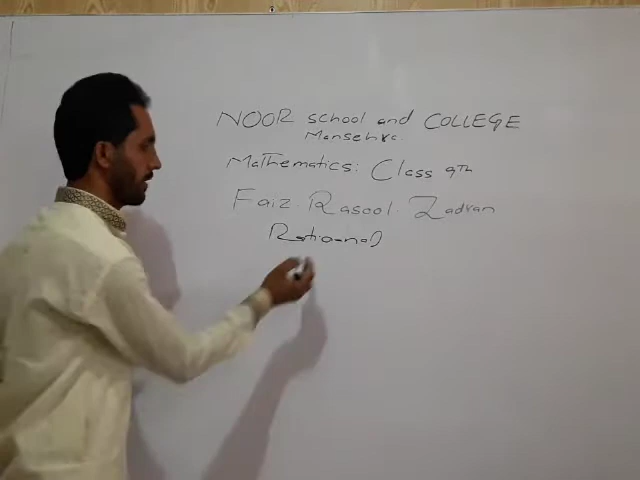 NOOR school and COLLEGE
Mansehra.
Mathematics: Class 9TH
Faiz. Rasool. Zadran
Rational